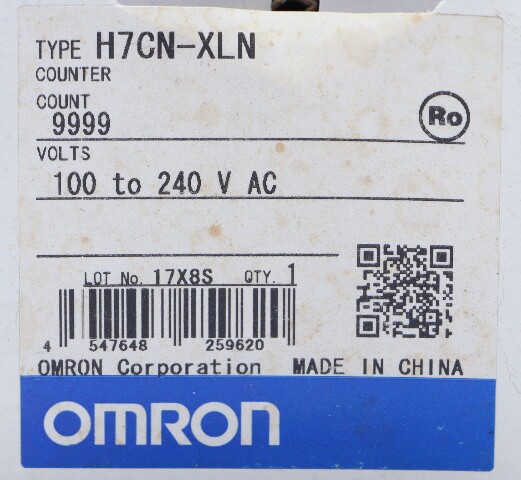 TYPE H7CN-XLN
COUNTER
COUNT
9999
Ro
VOLTS
100 to 240 V AC
LOT No. 17X8S QTY. 1
4 547648 259620
OMRON Corporation MADE IN CHINA
OMRON